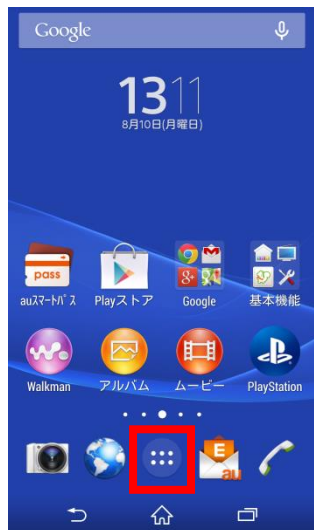 Google
1311
8月10日(月曜日)
pass
auスマートパス
Playストア
Google
基本機能
Walkman
アルバム
ムービー
PlayStation
E
au